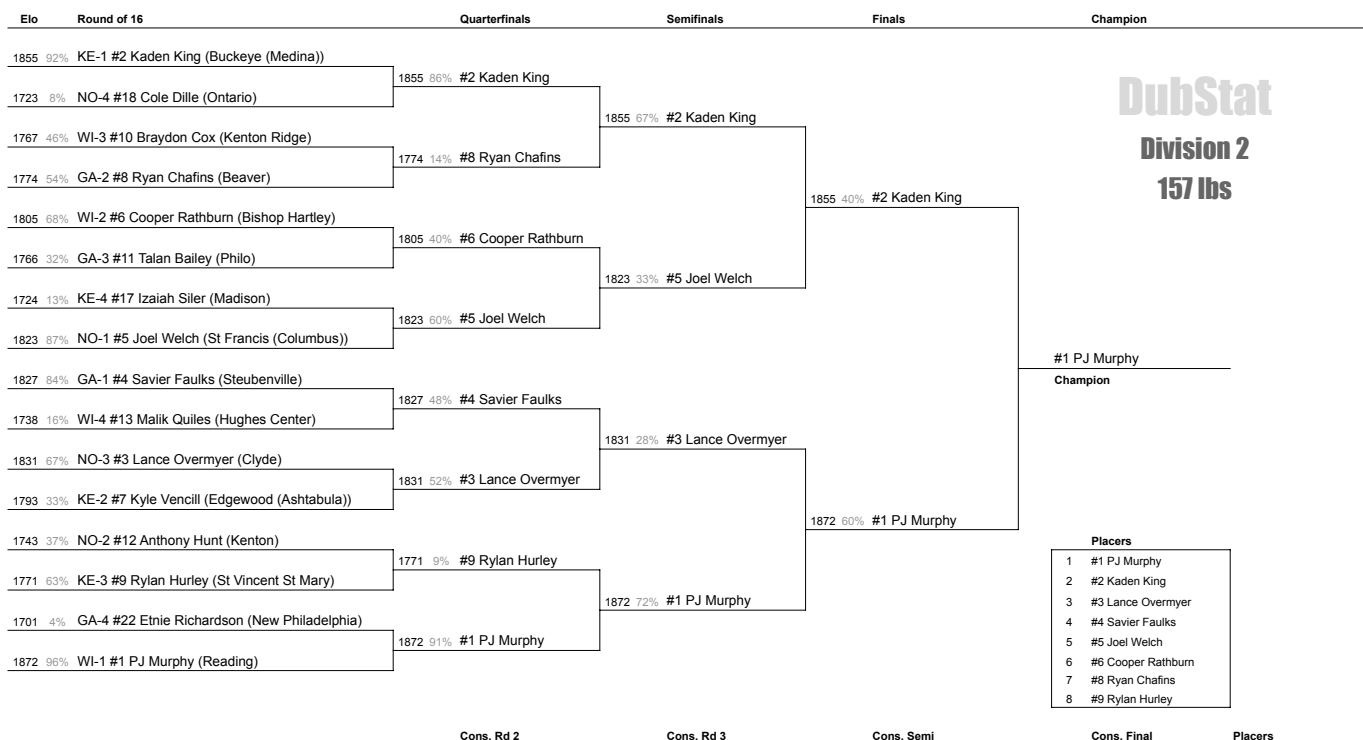 Elo Round of 16 Quarterfinals Semifinals Finals Champion
1855 92% KE-1 #2 Kaden King (Buckeye (Medina))
1855 86% #2 Kaden King
1723 8% NO-4 #18 Cole Dille (Ontario)
1855 67% #2 Kaden King
1767 46% WI-3 #10 Braydon Cox (Kenton Ridge)
1774 14% #8 Ryan Chafins
1774 54% GA-2 #8 Ryan Chafins (Beaver)
DubStat
Division 2
157 lbs
1855 40% #2 Kaden King
1805 68% WI-2 #6 Cooper Rathburn (Bishop Hartley)
1805 40% #6 Cooper Rathburn
1766 32% GA-3 #11 Talan Bailey (Philo)
1823 33% #5 Joel Welch
1724 13% KE-4 #17 Izaiah Siler (Madison)
1823 60% #5 Joel Welch
1823 87% NO-1 #5 Joel Welch (St Francis (Columbus))
#1 PJ Murphy
Champion
1827 84% GA-1 #4 Savier Faulks (Steubenville)
1827 48% #4 Savier Faulks
1738 16% WI-4 #13 Malik Quiles (Hughes Center)
1831 28% #3 Lance Overmyer
1831 67% NO-3 #3 Lance Overmyer (Clyde)
1831 52% #3 Lance Overmyer
1793 33% KE-2 #7 Kyle Vencill (Edgewood (Ashtabula))
1872 60% #1 PJ Murphy
1743 37% NO-2 #12 Anthony Hunt (Kenton)
1771 9% #9 Rylan Hurley
1771 63% KE-3 #9 Rylan Hurley (St Vincent St Mary)
1872 72% #1 PJ Murphy
1701 4% GA-4 #22 Etnie Richardson (New Philadelphia)
1872 91% #1 PJ Murphy
1872 96% WI-1 #1 PJ Murphy (Reading)
Placers
1 #1 PJ Murphy
2 #2 Kaden King
3 #3 Lance Overmyer
4 #4 Savier Faulks
5 #5 Joel Welch
6 #6 Cooper Rathburn
7 #8 Ryan Chafins
8 #9 Rylan Hurley
Cons. Rd 2 Cons. Rd 3 Cons. Semi Cons. Final Placers